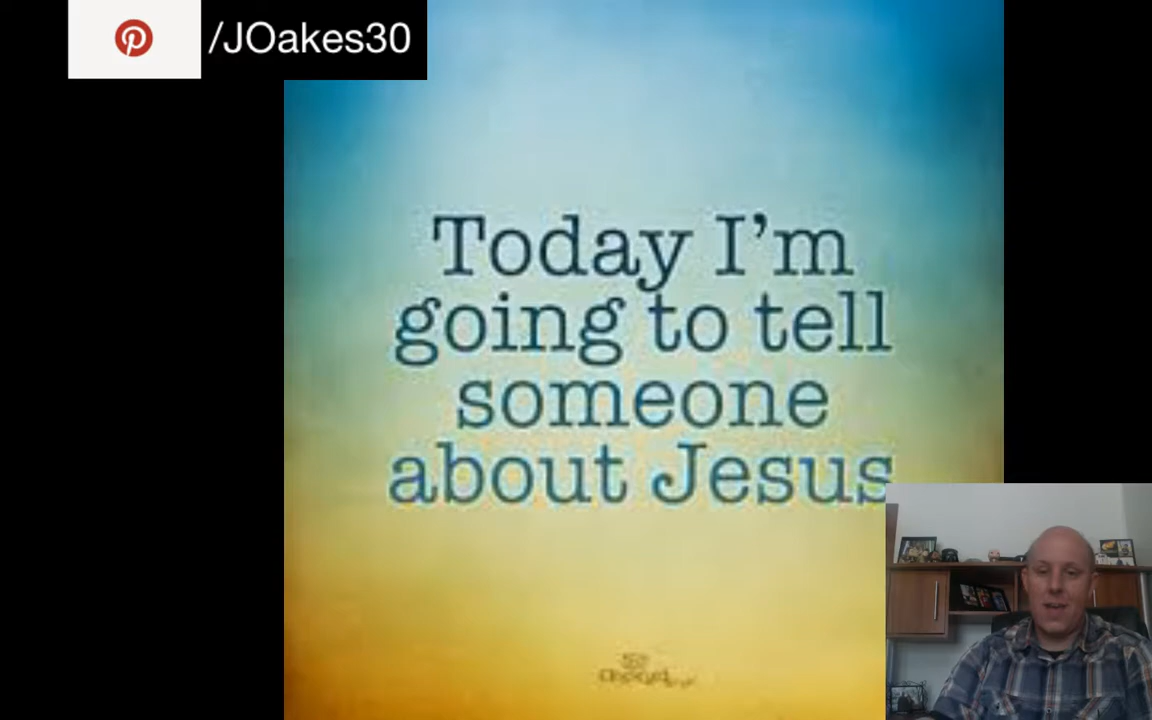 /JOakes30
Today I'm
going to tell
someone
about Jesus